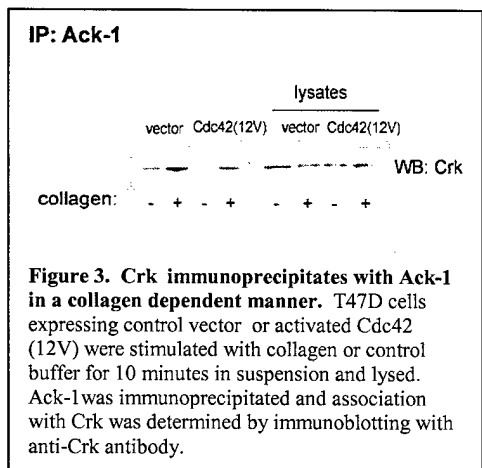 IP: Ack-1
lysates
vector Cdc42(12V) vector Cdc42(12V)
WB: Crk
collagen: - + - + - + - +
Figure 3. Crk immunoprecipitates with Ack-1
in a collagen dependent manner. T47D cells
expressing control vector or activated Cdc42
(12V) were stimulated with collagen or control
buffer for 10 minutes in suspension and lysed.
Ack-1was immunoprecipitated and association
with Crk was determined by immunoblotting with
anti-Crk antibody.